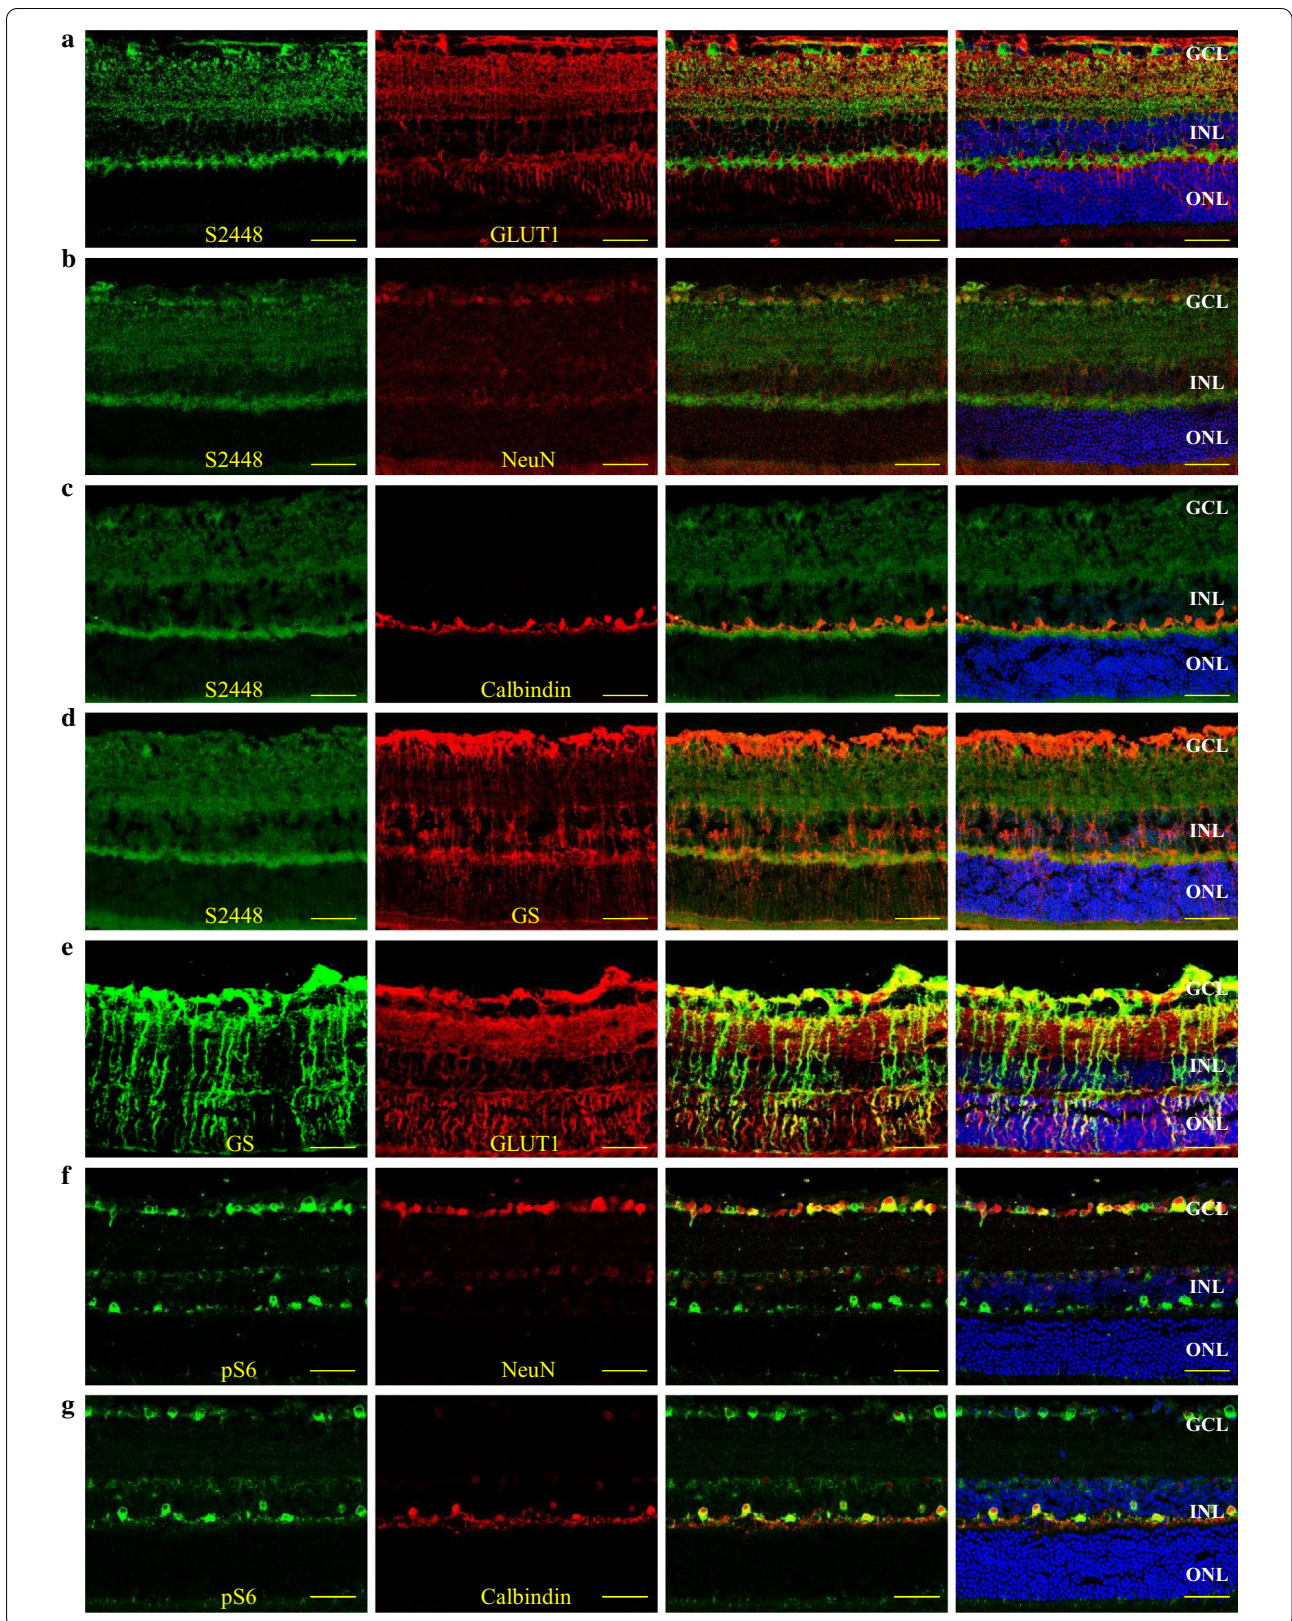 a
S2448
GLUT1
GCL
INL
ONL
b
S2448
NeuN
GCL
INL
ONL
c
S2448
Calbindin
GCL
INL
ONL
d
S2448
GS
GCL
INL
ONL
e
GS
GLUT1
GCL
INL
ONL
f
pS6
NeuN
GCL
INL
ONL
g
pS6
Calbindin
GCL
INL
ONL